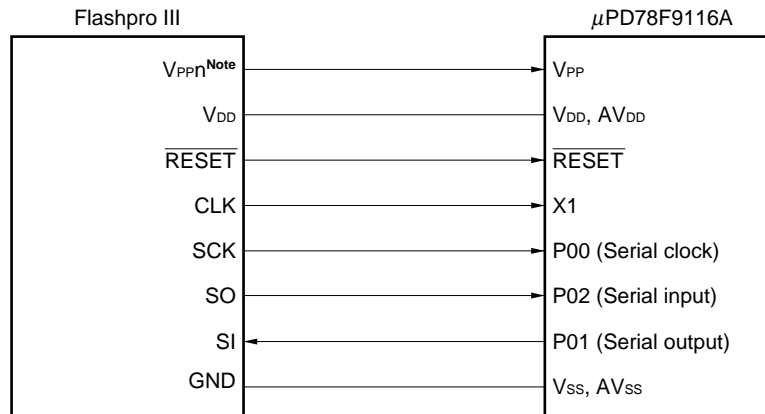 Flashpro III μPD78F9116A
VPPnNote VPP
VDD VDD, AVDD
RESET RESET
CLK X1
SCK P00 (Serial clock)
SO P02 (Serial input)
SI P01 (Serial output)
GND VSS, AVSS